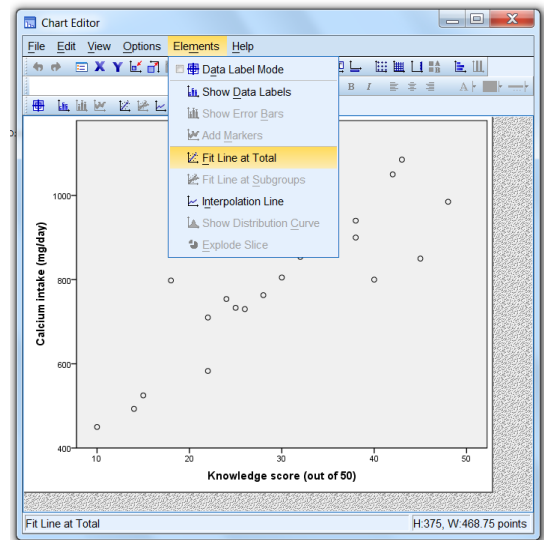 Chart Editor
File Edit View Options Elements Help
X Y
B I
A
Data Label Mode
Show Data Labels
Show Error Bars
Add Markers
Fit Line at Total
Fit Line at Subgroups
Interpolation Line
Show Distribution Curve
Explode Slice
1000
800
600
400
Calcium intake (mg/day)
10 20 30 40 50
Knowledge score (out of 50)
Fit Line at Total H:375, W:468.75 points